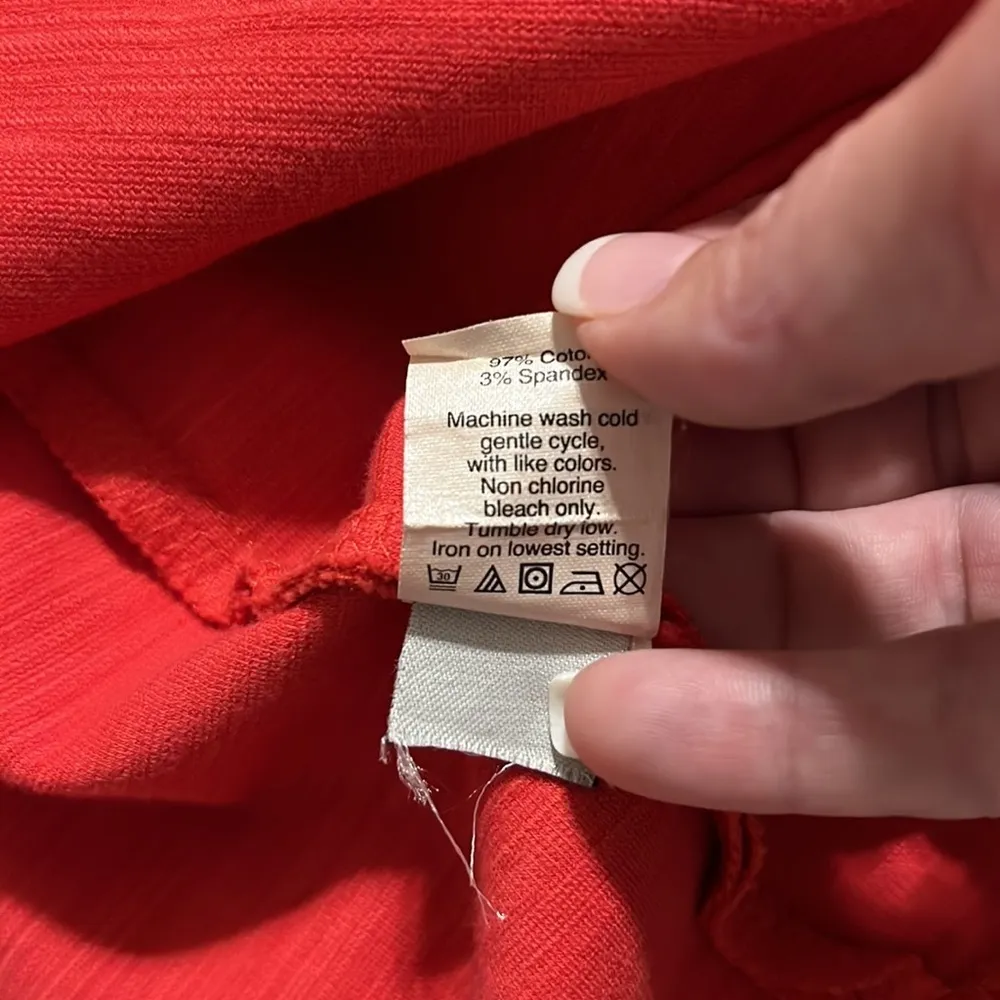 97% Coto
3% Spandex
Machine wash cold
gentle cycle,
with like colors.
Non chlorine
bleach only.
Tumble dry low.
Iron on lowest setting.
30